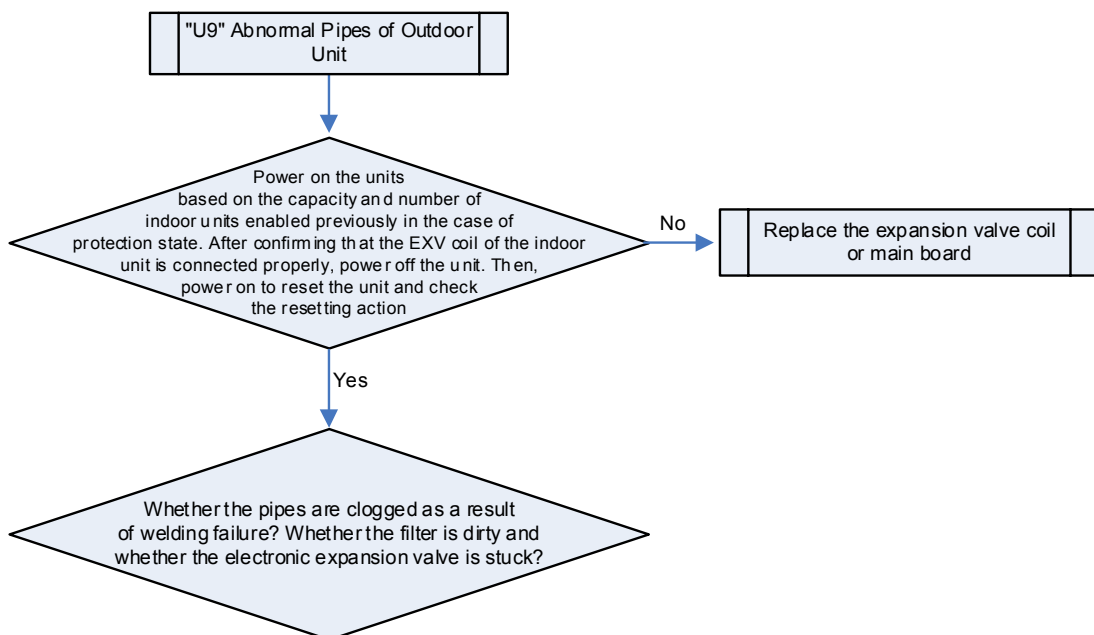 "U9" Abnormal Pipes of Outdoor
Unit
Power on the units
based on the capacity and number of
indoor units enabled previously in the case of
protection state. After confirming that the EXV coil of the indoor
unit is connected properly, power off the unit. Then,
power on to reset the unit and check
the resetting action
No
Replace the expansion valve coil
or main board
Yes
Whether the pipes are clogged as a result
of welding failure? Whether the filter is dirty and
whether the electronic expansion valve is stuck?